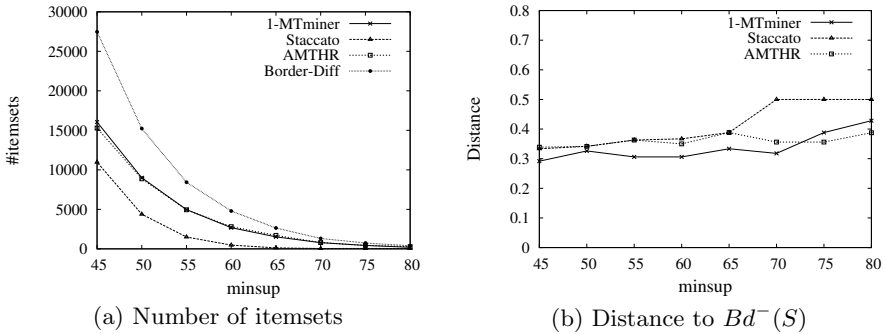 30000
25000
20000
15000
10000
5000
0
#itemsets
45 50 55 60 65 70 75 80
minsup
1-MTminer
Staccato
AMTHR
Border-Diff
(a) Number of itemsets
0.8
0.7
0.6
0.5
0.4
0.3
0.2
0.1
0
Distance
45 50 55 60 65 70 75 80
minsup
1-MTminer
Staccato
AMTHR
(b) Distance to Bd⁻(S)